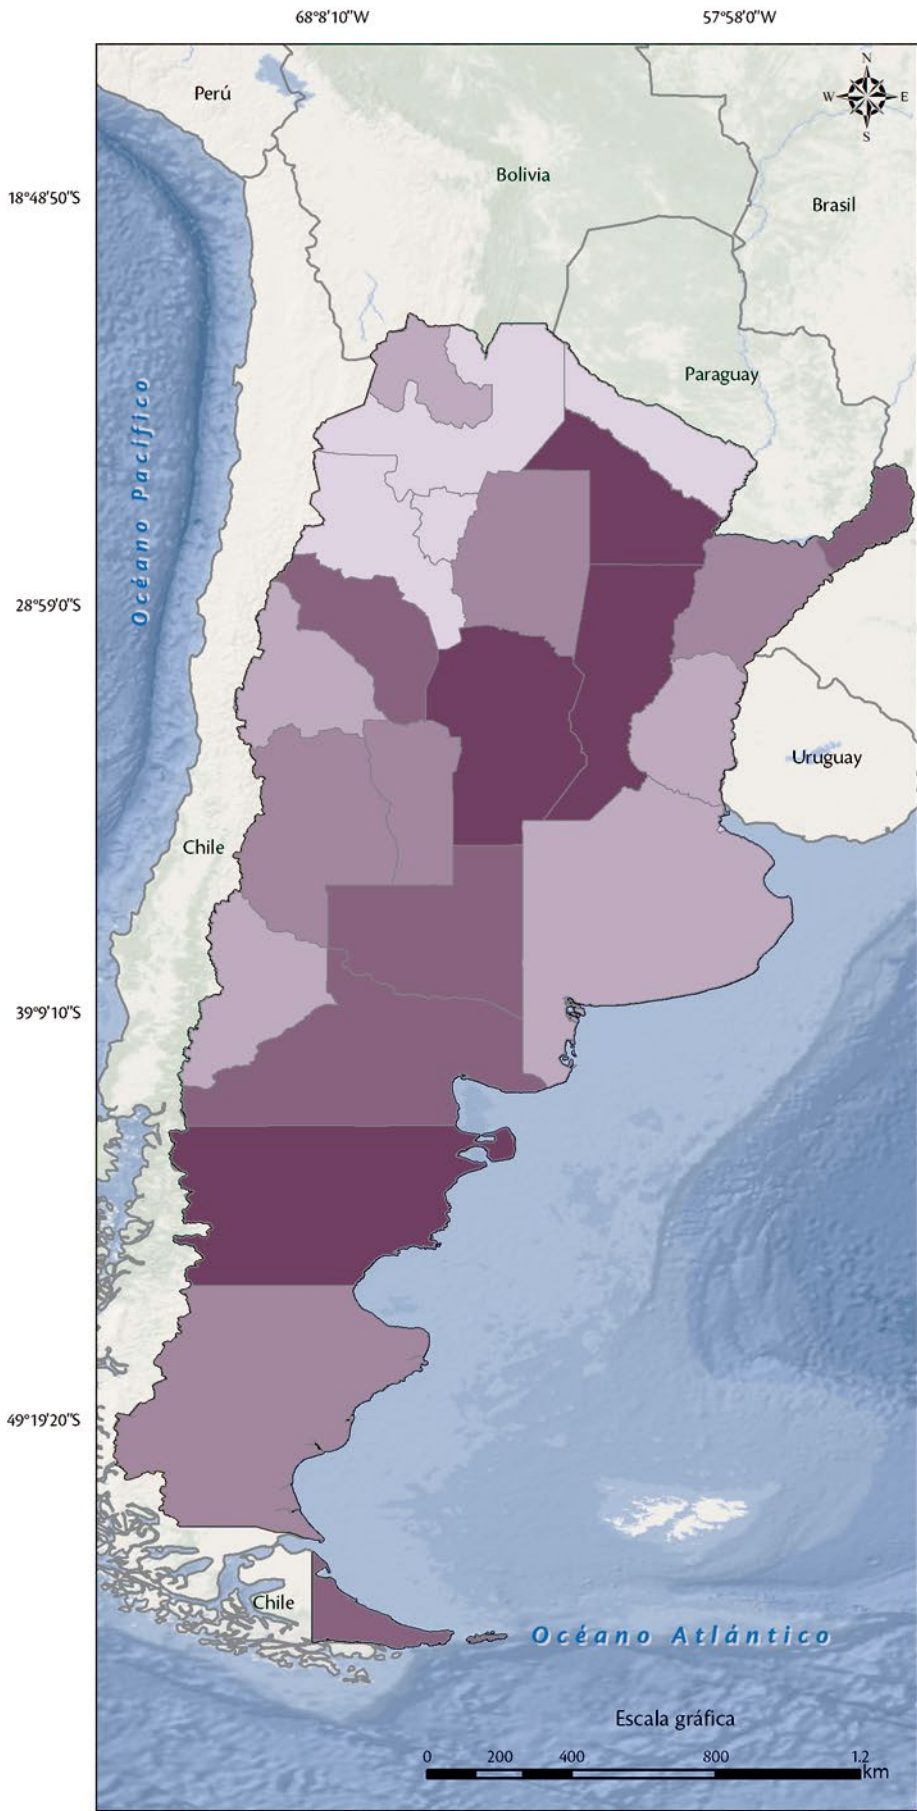 68°8'10"W
57°58'0"W
N
W
E
S
Perú
Bolivia
18°48'50"S
Brasil
Paraguay
Océano Pacífico
28°59'0"S
Uruguay
Chile
39°9'10"S
49°19'20"S
Chile
Océano Atlántico
Escala gráfica
0 200 400 800 1.2
km